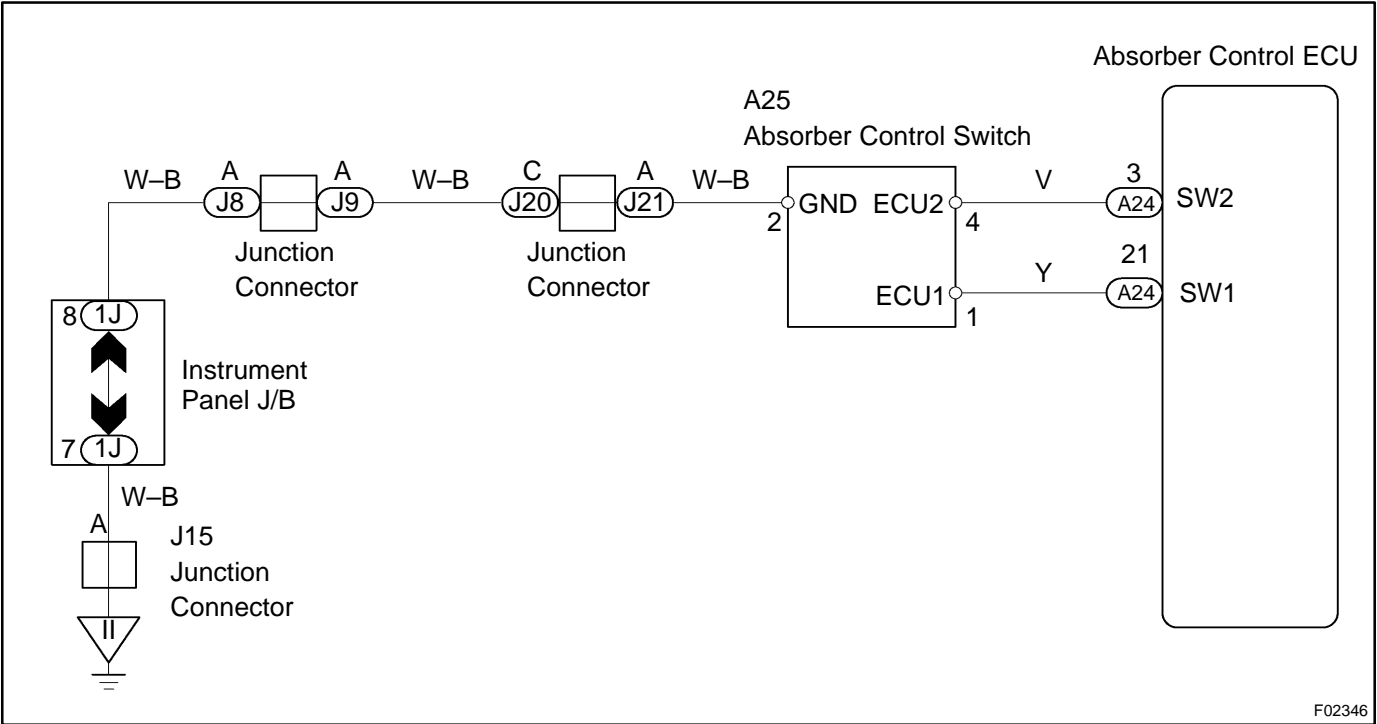 Absorber Control ECU
A25
Absorber Control Switch
W–B
A
J8
A
J9
W–B
C
J20
A
J21
W–B
2
GND
ECU2
4
V
3
A24
SW2
Junction
Connector
Junction
Connector
ECU1
1
Y
21
A24
SW1
8
1J
Instrument
Panel J/B
7
1J
W–B
A
J15
Junction
Connector
II
F02346